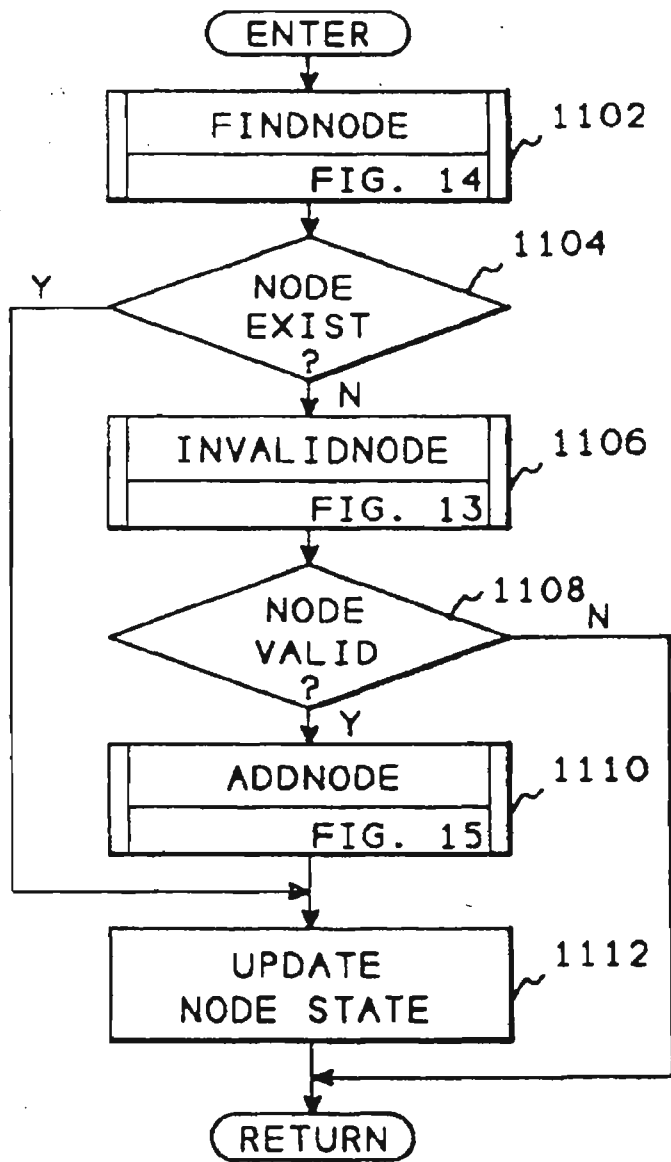 ENTER
FINDNODE
1102
FIG. 14
1104
Y
NODE
EXIST
?
N
INVALIDNODE
1106
FIG. 13
1108
NODE
N
VALID
?
Y
ADDNODE
1110
FIG. 15
UPDATE
1112
NODE STATE
RETURN